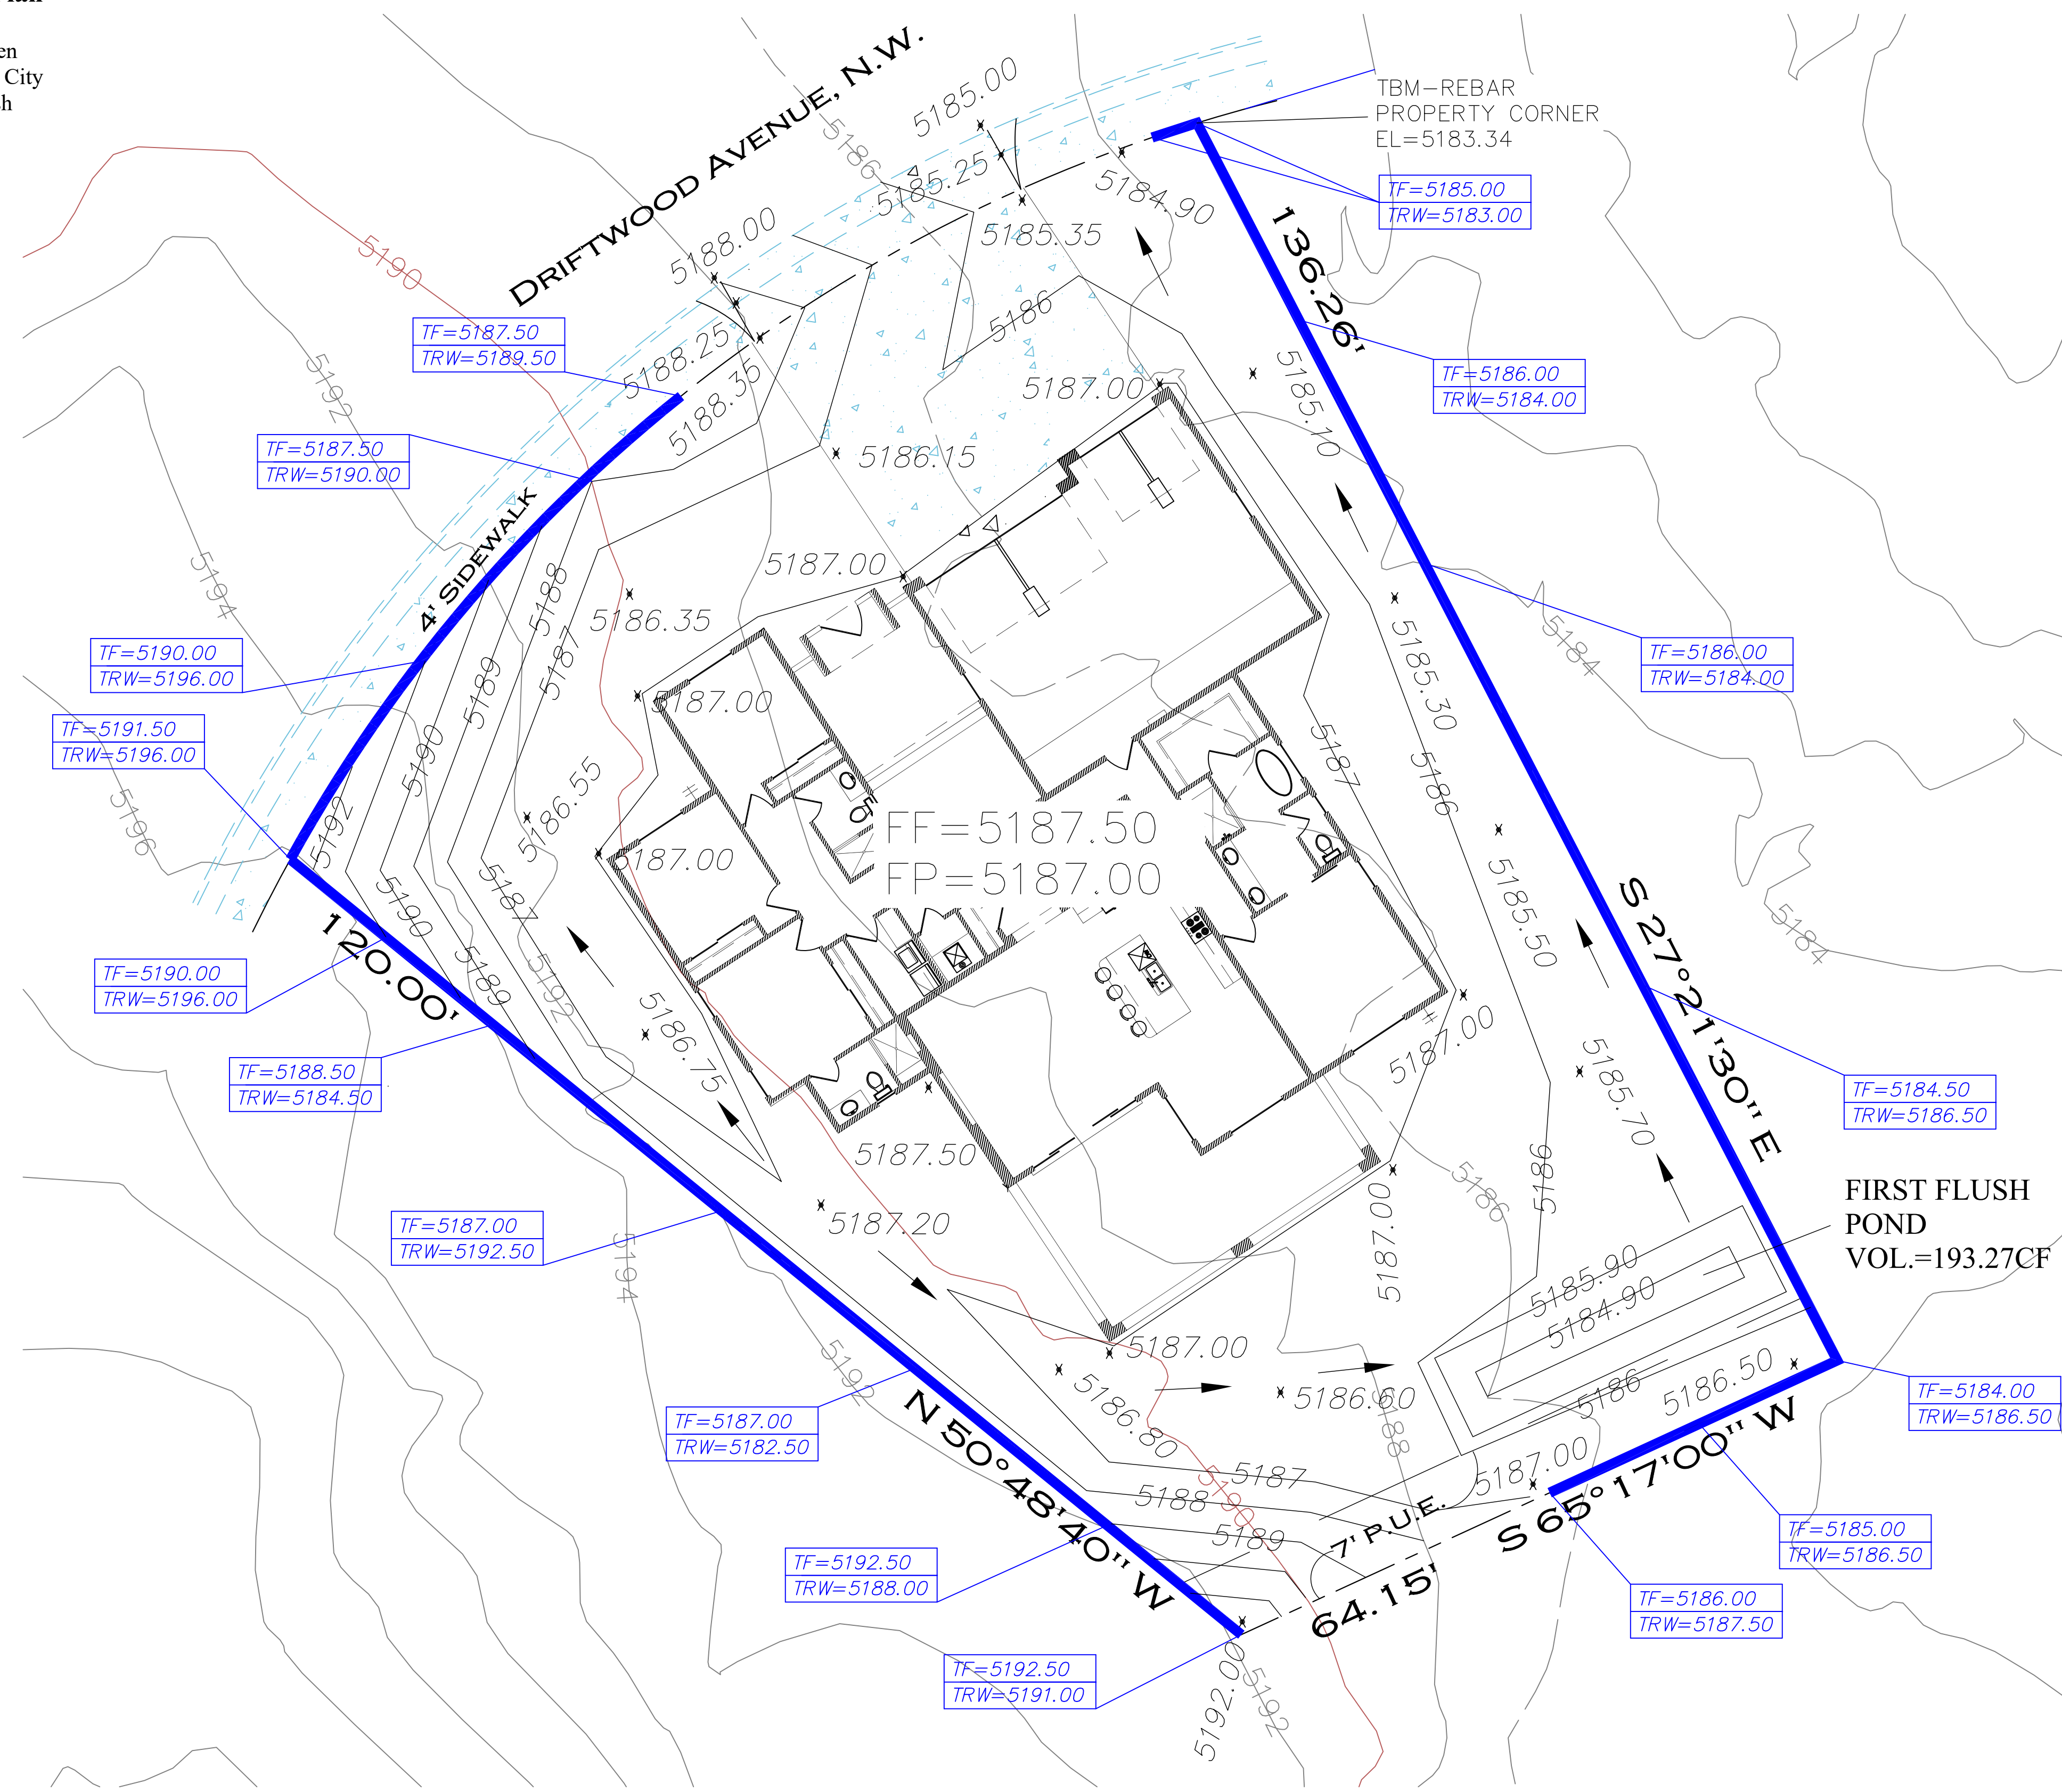 en
City
DRIFTWOOD AVENUE, N.W.
5185.00
5186
5185.25
TBM-REBAR
PROPERTY CORNER
EL=5183.34
5184.90
TF=5185.00
TRW=5183.00
5188.00
5185.35
5190
136.26'
TF=5187.50
TRW=5189.50
5188.25
5188.35
5186
5187.00
5185.10
TF=5186.00
TRW=5184.00
5192
TF=5187.50
TRW=5190.00
5186.15
4' SIDEWALK
5194
5188
5187.00
5186.35
5187
5189
5185.30
5184
TF=5186.00
TRW=5184.00
TF=5190.00
TRW=5196.00
5187.00
5190
TF=5191.50
TRW=5196.00
5187
5186
5196
5192
5186.55
5187.00
FF=5187.50
FP=5187.00
5185.50
5184
S 27°21'30" E
5190
5187
120.00'
5189
5192
TF=5190.00
TRW=5196.00
5186.75
5187.00
5185.70
TF=5188.50
TRW=5184.50
TF=5184.50
TRW=5186.50
5187.50
5186
5186
FIRST FLUSH
POND
VOL.=193.27CF
5187.20
5187.00
TF=5187.00
TRW=5192.50
5194
5185.90
5184.90
5192
5187.00
5186.80
5186.60
5188
5186
5186.50
TF=5184.00
TRW=5186.50
TF=5187.00
TRW=5182.50
N 50°48'40" W
5190
5187
5188
5189
5187.00
7' P.U.E.
S 65°17'00" W
64.15'
TF=5185.00
TRW=5186.50
TF=5192.50
TRW=5188.00
TF=5186.00
TRW=5187.50
TF=5192.50
TRW=5191.00
5192.00
5192